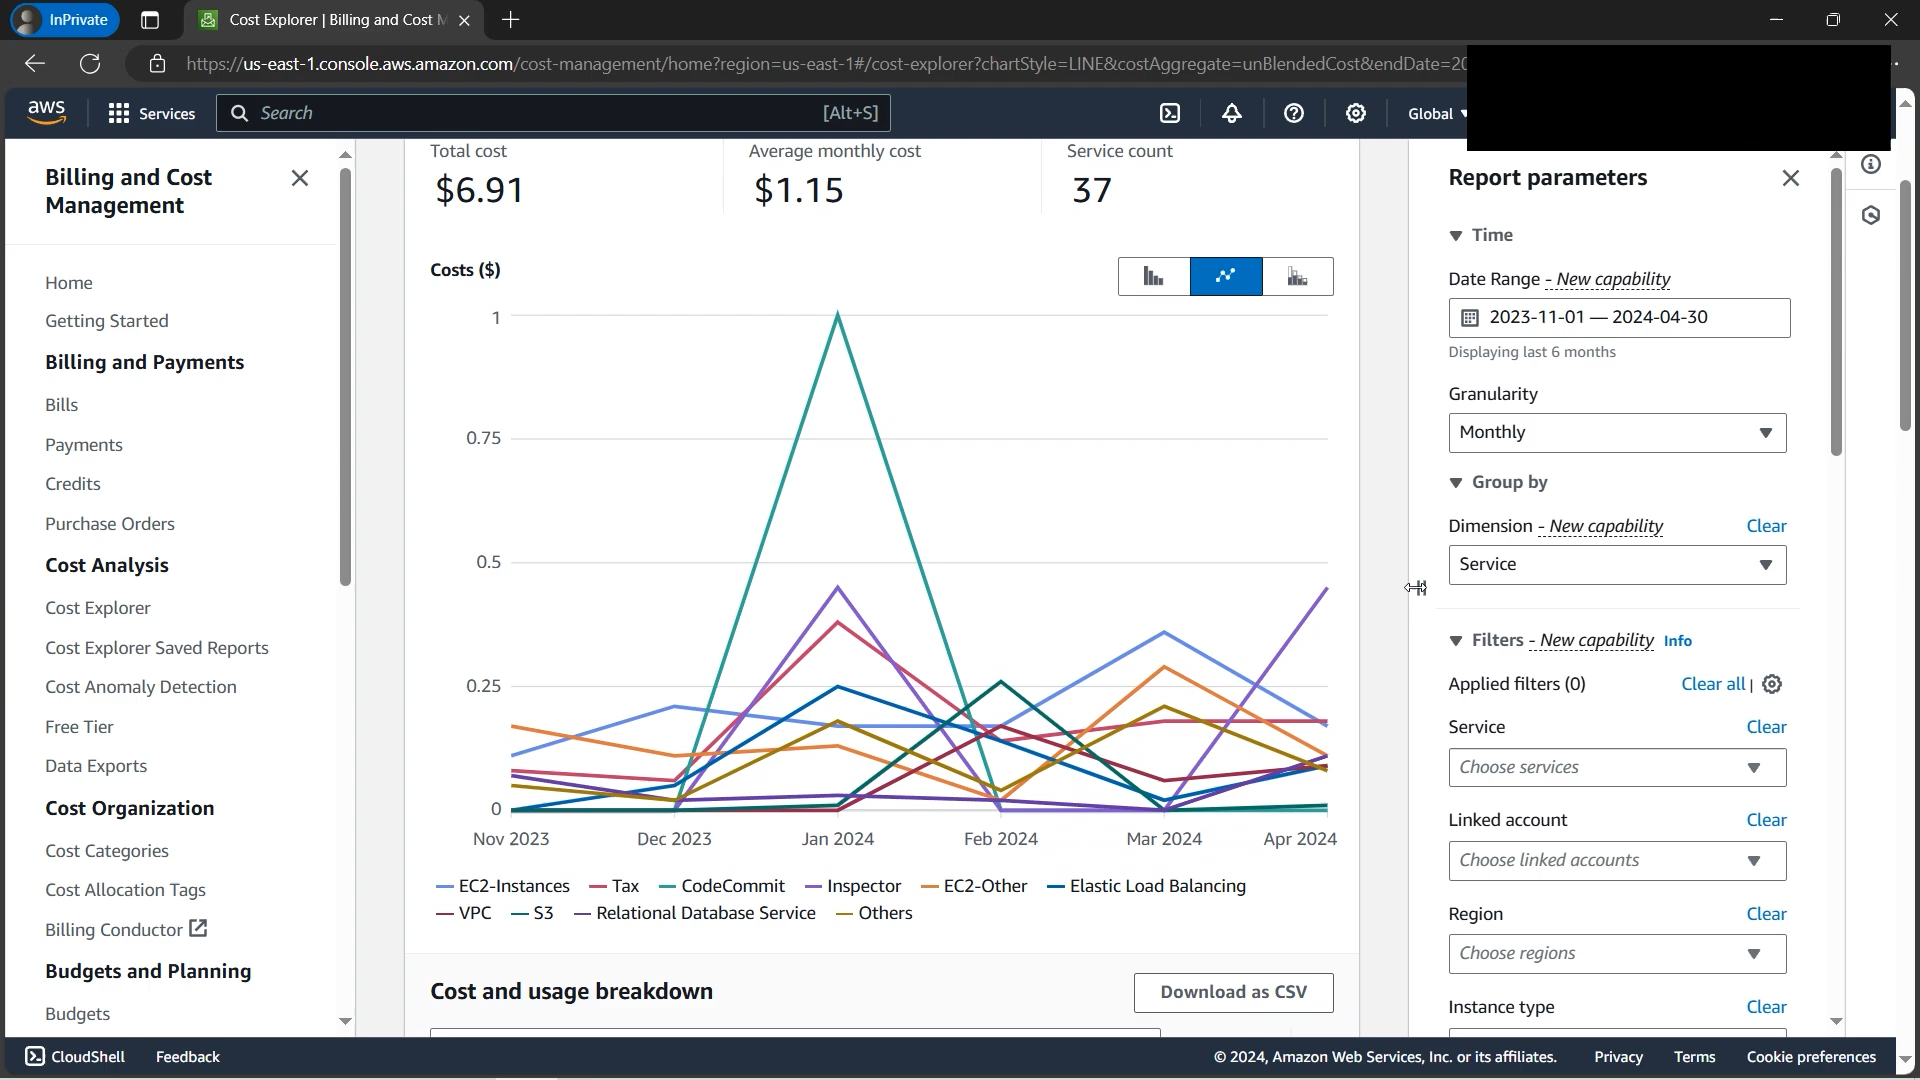 InPrivate
Cost Explorer | Billing and Cost M
https://us-east-1.console.aws.amazon.com/cost-management/home?region=us-east-1#/cost-explorer?chartStyle=LINE&costAggregate=unBlendedCost&endDate=20
aws
Services
Search
[Alt+S]
Global
Billing and Cost
Management
Home
Getting Started
Billing and Payments
Bills
Payments
Credits
Purchase Orders
Cost Analysis
Cost Explorer
Cost Explorer Saved Reports
Cost Anomaly Detection
Free Tier
Data Exports
Cost Organization
Cost Categories
Cost Allocation Tags
Billing Conductor
Budgets and Planning
Budgets
Total cost
$6.91
Average monthly cost
$1.15
Service count
37
Costs ($)
1
0.75
0.5
0.25
0
Nov 2023
Dec 2023
Jan 2024
Feb 2024
Mar 2024
Apr 2024
EC2-Instances
Tax
CodeCommit
Inspector
EC2-Other
Elastic Load Balancing
VPC
S3
Relational Database Service
Others
Cost and usage breakdown
Download as CSV
Report parameters
Time
Date Range - New capability
2023-11-01 — 2024-04-30
Displaying last 6 months
Granularity
Monthly
Group by
Dimension - New capability
Clear
Service
Filters - New capability Info
Applied filters (0)
Clear all |
Service
Clear
Choose services
Linked account
Clear
Choose linked accounts
Region
Clear
Choose regions
Instance type
Clear
CloudShell
Feedback
© 2024, Amazon Web Services, Inc. or its affiliates.
Privacy
Terms
Cookie preferences